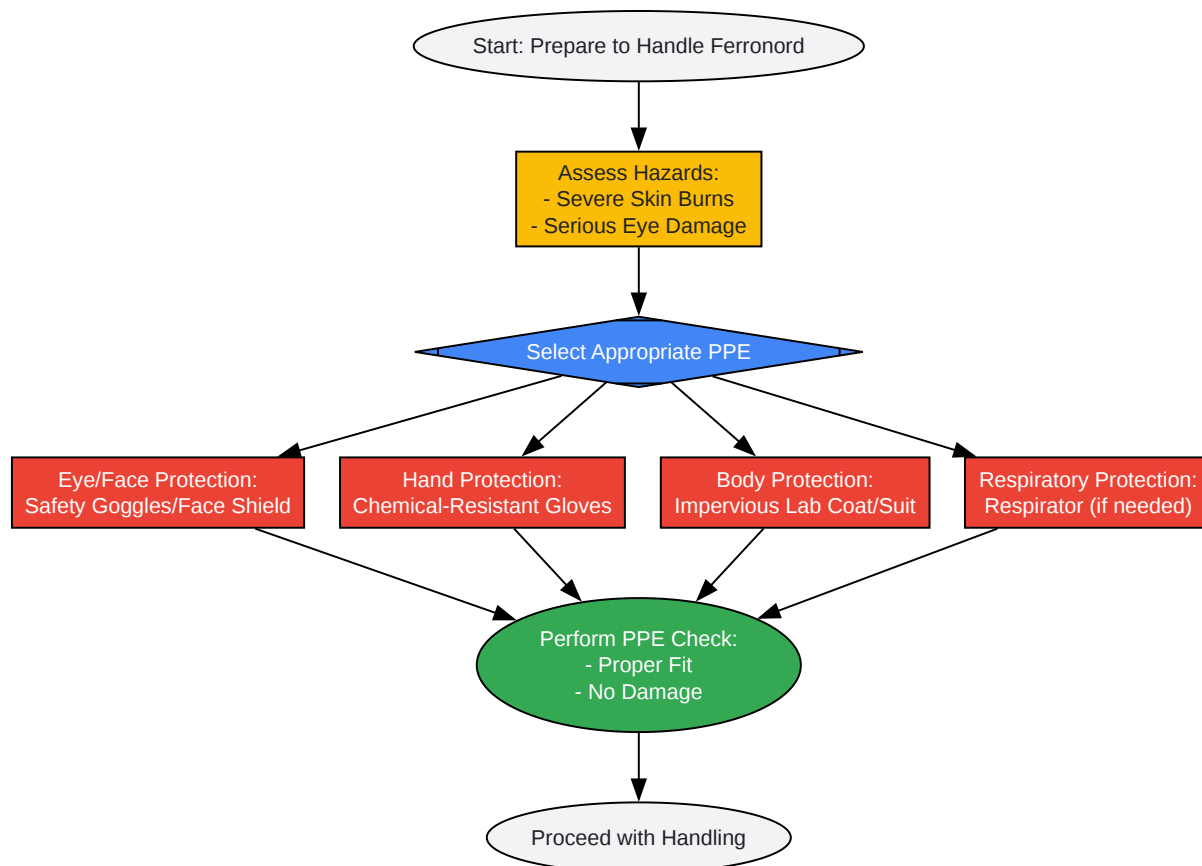 Start: Prepare to Handle Ferronord
Assess Hazards:
- Severe Skin Burns
- Serious Eye Damage
Select Appropriate PPE
Eye/Face Protection:
Safety Goggles/Face Shield
Hand Protection:
Chemical-Resistant Gloves
Body Protection:
Impervious Lab Coat/Suit
Respiratory Protection:
Respirator (if needed)
Perform PPE Check:
- Proper Fit
- No Damage
Proceed with Handling